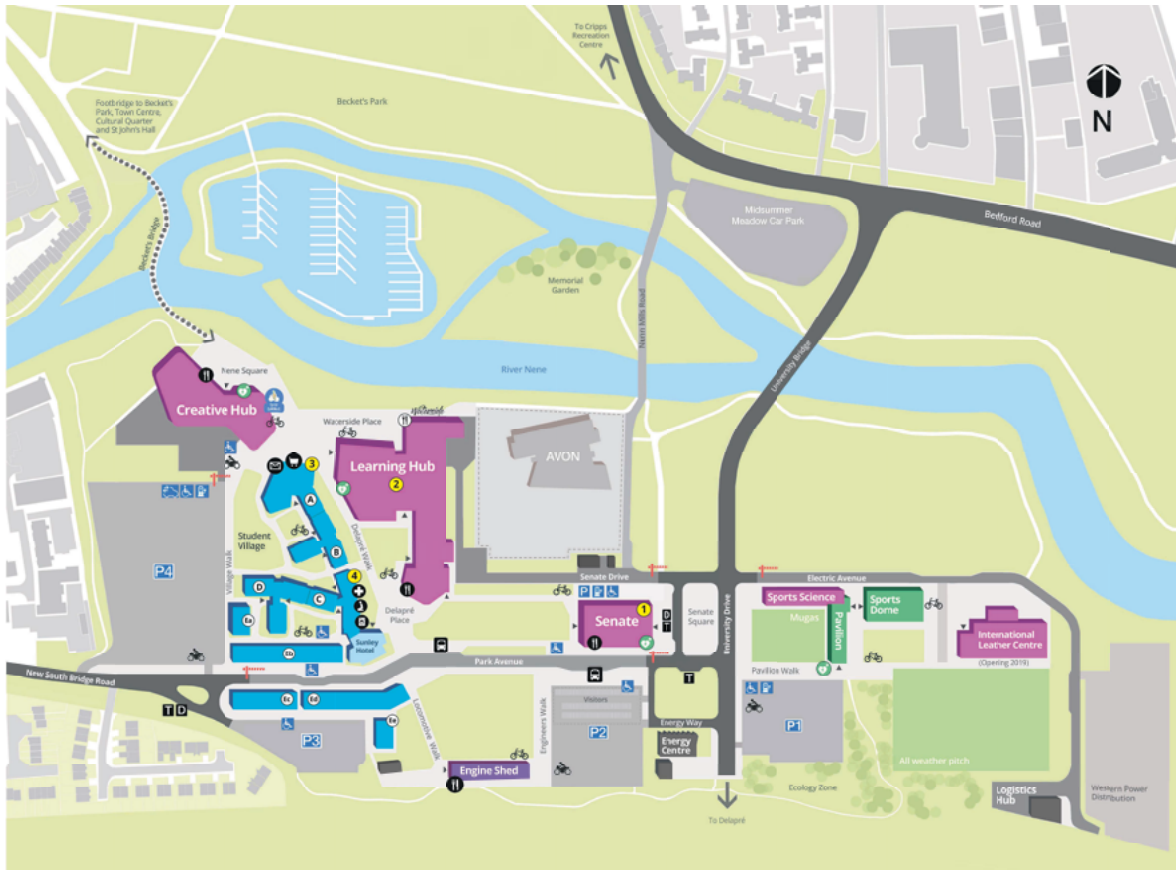 To Cripps
Recreation
Centre
N
Footbridge to Becket's
Park, Town Centre,
Cultural Quarter
and St John's Hall
Becket's Park
Becket's Bridge
Midsummer
Meadow Car Park
Bedford Road
Memorial
Garden
Nunn Mills Road
University Bridge
River Nene
Nene Square
Creative Hub
Waterside Place
Waterside
Learning Hub
2
3
AVON
A
B
Student
Village
Delapré Walk
Village Walk
P4
4
D
C
Ea
Eb
Sunley
Hotel
Delapré
Place
Senate Drive
P
1
Senate
D
T
Senate
Square
University Drive
Electric Avenue
Sports Science
Mugas
Pavilion
Sports
Dome
International
Leather Centre
(Opening 2019)
Pavilion Walk
Park Avenue
New South Bridge Road
T D
Ec
Ed
Ee
P3
Locomotive Walk
Engine Shed
Engineers Walk
Visitors
P2
T
Energy Way
Energy
Centre
P1
All weather pitch
Ecology Zone
To Delapré
Logistics
Hub
Western Power
Distribution